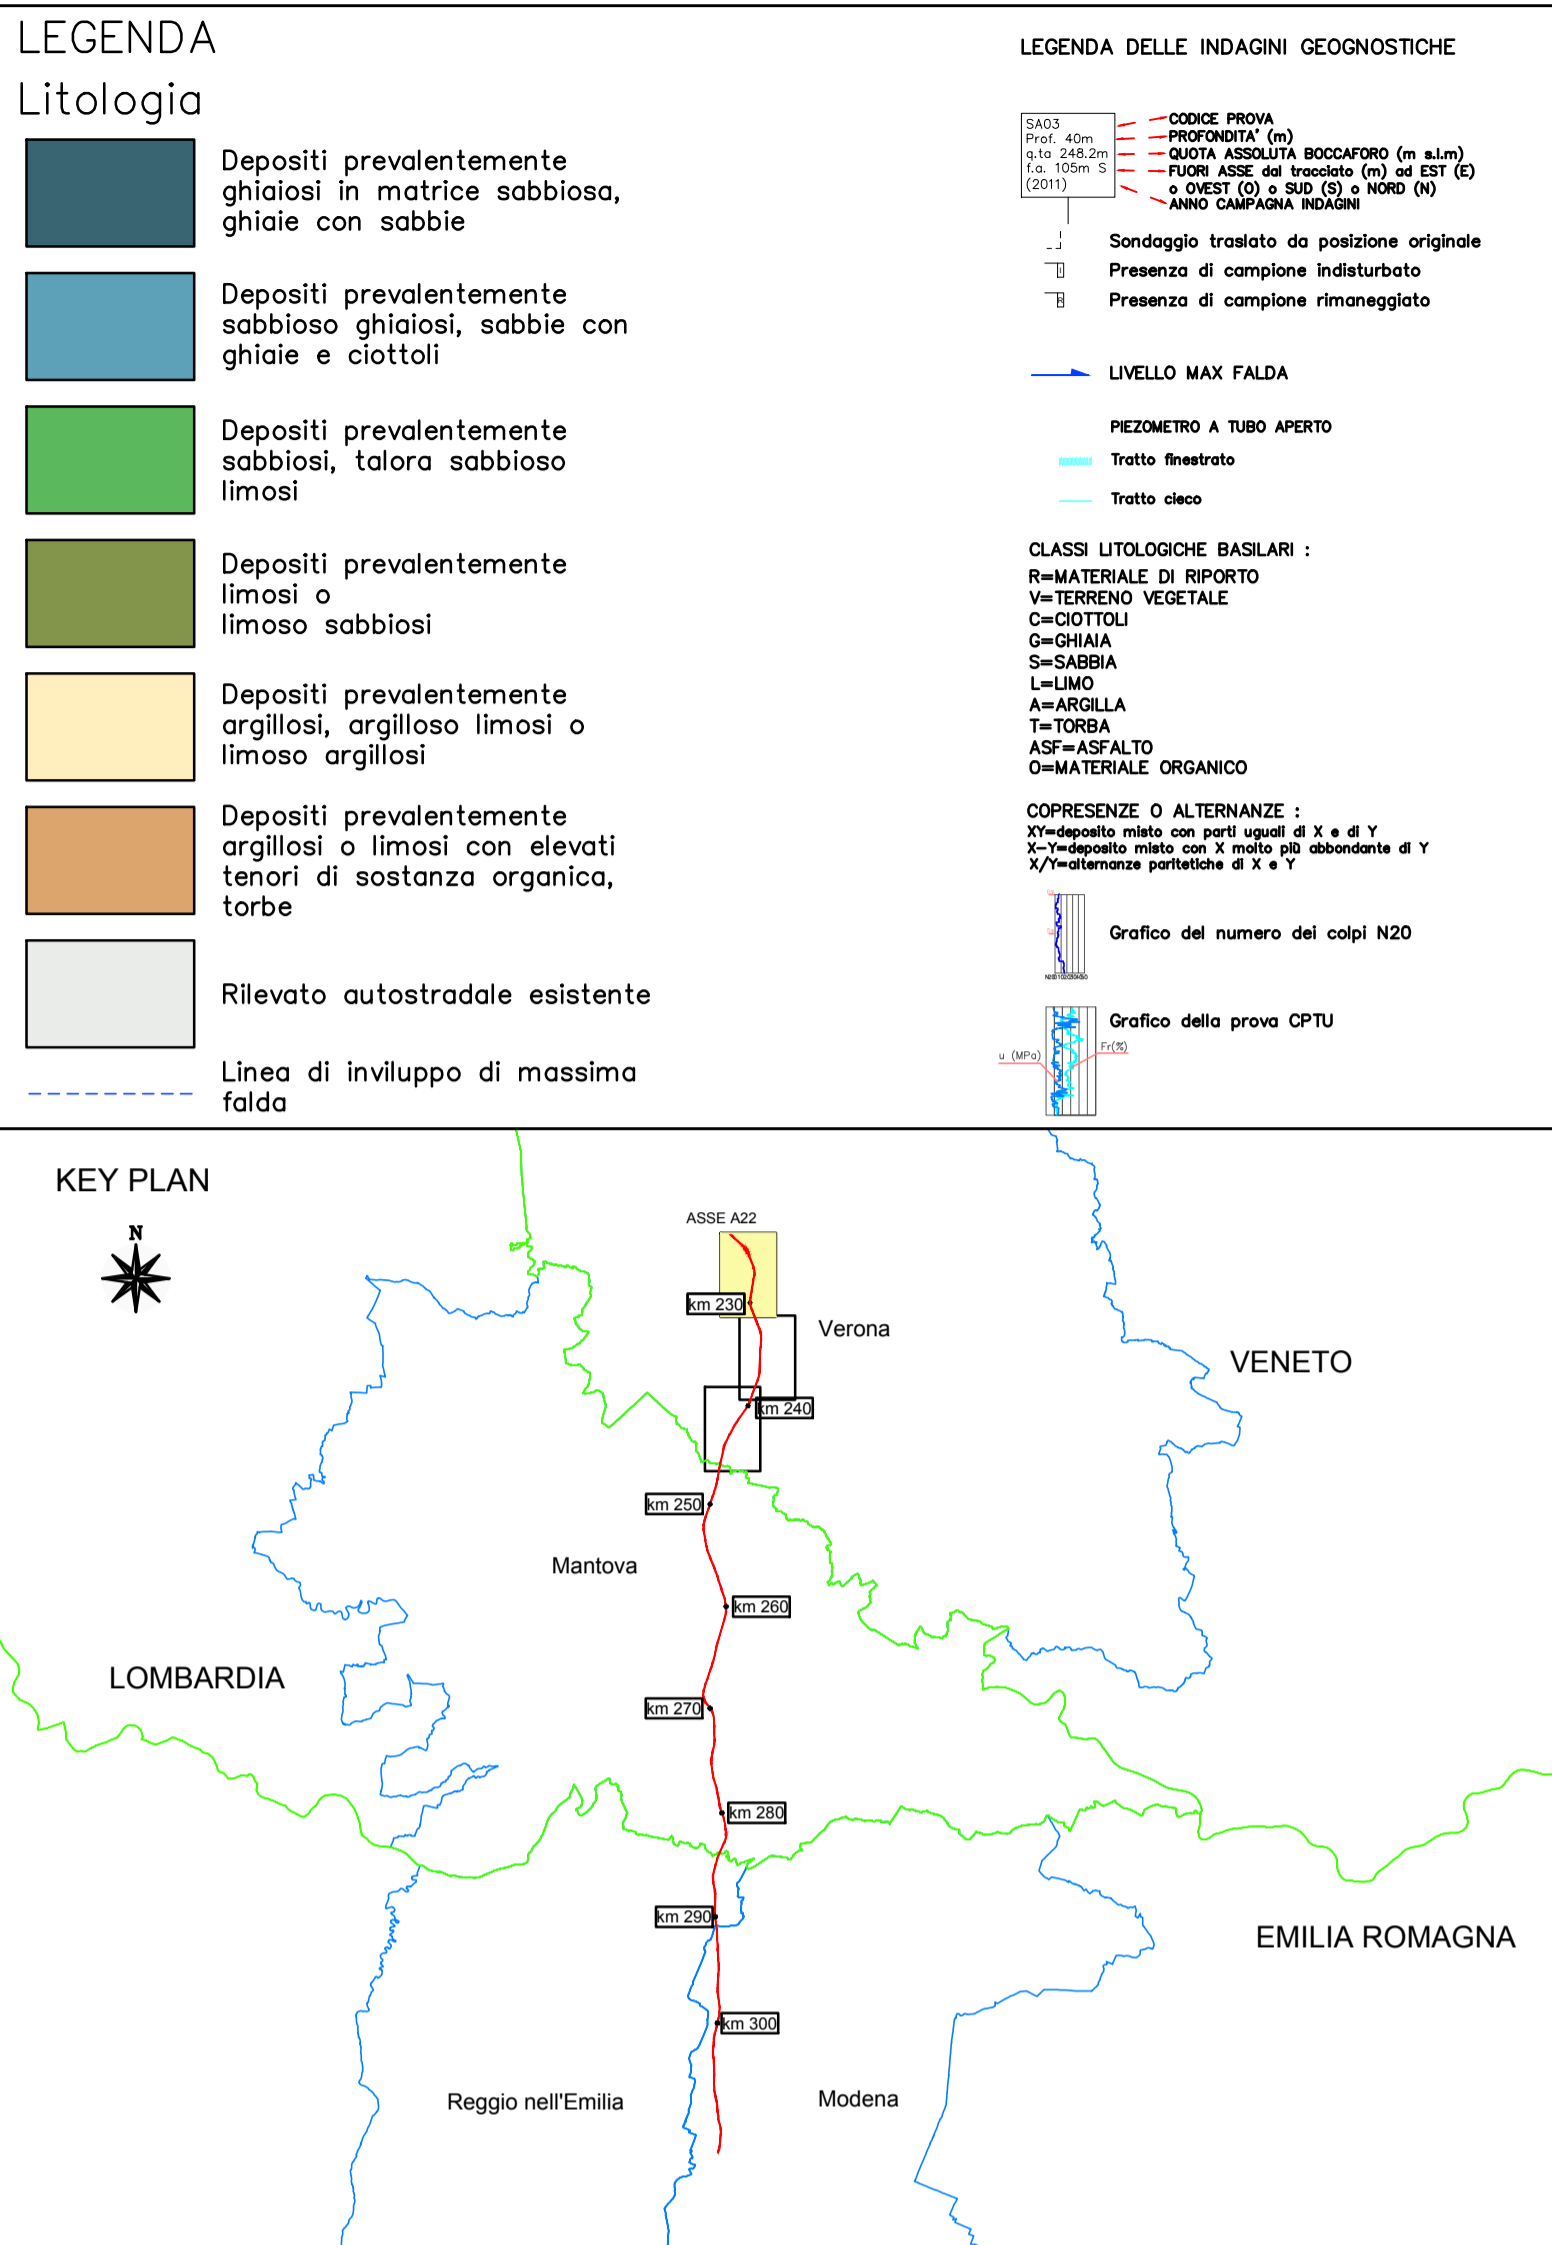 LEGENDA
Litologia
Depositi prevalentemente
ghiaiosi in matrice sabbiosa,
ghiaie con sabbie
Depositi prevalentemente
sabbioso ghiaiosi, sabbie con
ghiaie e ciottoli
Depositi prevalentemente
sabbiosi, talora sabbioso
limosi
Depositi prevalentemente
limosi o
limoso sabbiosi
Depositi prevalentemente
argillosi, argilloso limosi o
limoso argillosi
Depositi prevalentemente
argillosi o limosi con elevati
tenori di sostanza organica,
torbe
Rilevato autostradale esistente
Linea di inviluppo di massima
falda
LEGENDA DELLE INDAGINI GEOGNOSTICHE
SA03
Prof. 40m
q.ta 248.2m
f.a. 105m S
(2011)
CODICE PROVA
PROFONDITA' (m)
QUOTA ASSOLUTA BOCCAFORO (m s.l.m)
FUORI ASSE dal tracciato (m) ad EST (E)
o OVEST (O) o SUD (S) o NORD (N)
ANNO CAMPAGNA INDAGINI
Sondaggio traslato da posizione originale
I
Presenza di campione indisturbato
R
Presenza di campione rimaneggiato
LIVELLO MAX FALDA
PIEZOMETRO A TUBO APERTO
Tratto finestrato
Tratto cieco
CLASSI LITOLOGICHE BASILARI :
R=MATERIALE DI RIPORTO
V=TERRENO VEGETALE
C=CIOTTOLI
G=GHIAIA
S=SABBIA
L=LIMO
A=ARGILLA
T=TORBA
ASF=ASFALTO
O=MATERIALE ORGANICO
COPRESENZE O ALTERNANZE :
XY=deposito misto con parti uguali di X e di Y
X-Y=deposito misto con X molto più abbondante di Y
X/Y=alternanze paritetiche di X e Y
Grafico del numero dei colpi N20
Grafico della prova CPTU
u (MPa)
Fr(%)
KEY PLAN
N
ASSE A22
km 230
Verona
VENETO
km 240
km 250
Mantova
km 260
LOMBARDIA
km 270
km 280
km 290
EMILIA ROMAGNA
km 300
Reggio nell'Emilia
Modena